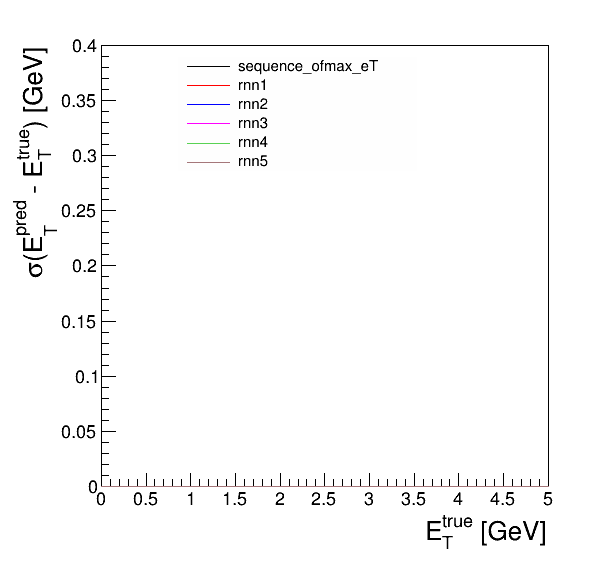 σ(E_T^pred - E_T^true) [GeV]
0.4
0.35
0.3
0.25
0.2
0.15
0.1
0.05
0
sequence_ofmax_eT
rnn1
rnn2
rnn3
rnn4
rnn5
0 0.5 1 1.5 2 2.5 3 3.5 4 4.5 5
E_T^true [GeV]